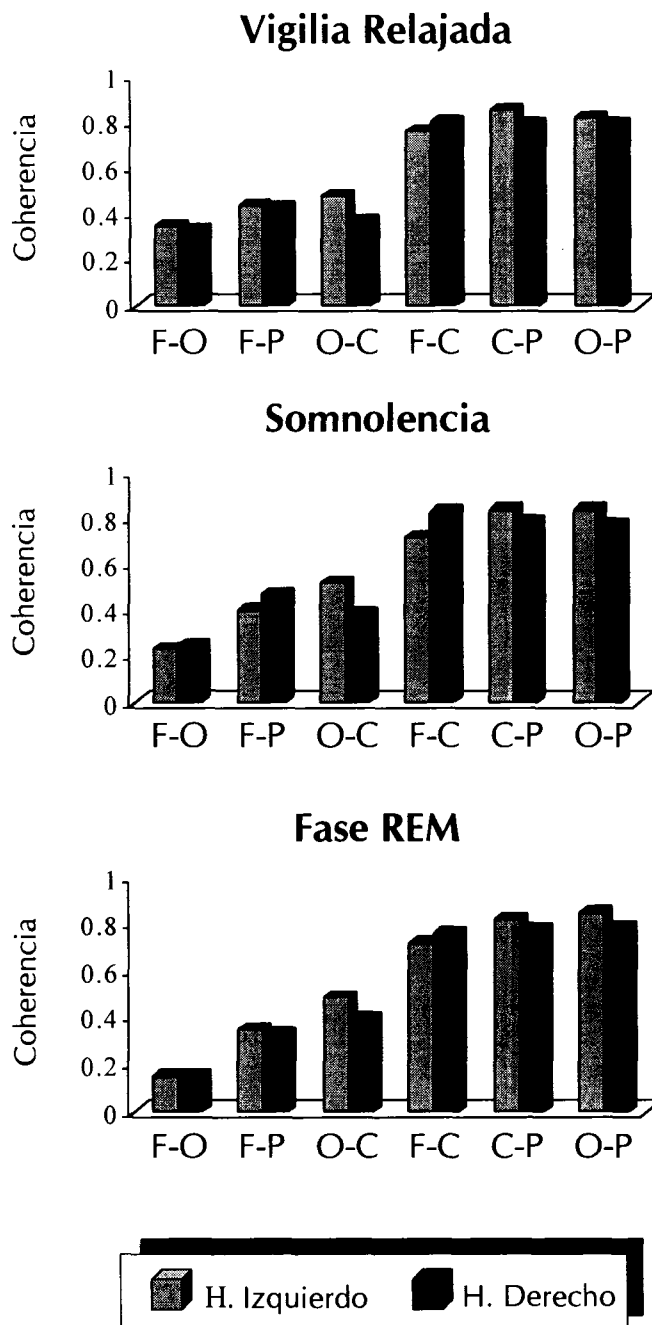 Vigilia Relajada
Coherencia
1
0.8
0.6
0.4
0.2
0
F-O F-P O-C F-C C-P O-P
Somnolencia
Coherencia
1
0.8
0.6
0.4
0.2
0
F-O F-P O-C F-C C-P O-P
Fase REM
Coherencia
1
0.8
0.6
0.4
0.2
0
F-O F-P O-C F-C C-P O-P
H. Izquierdo H. Derecho